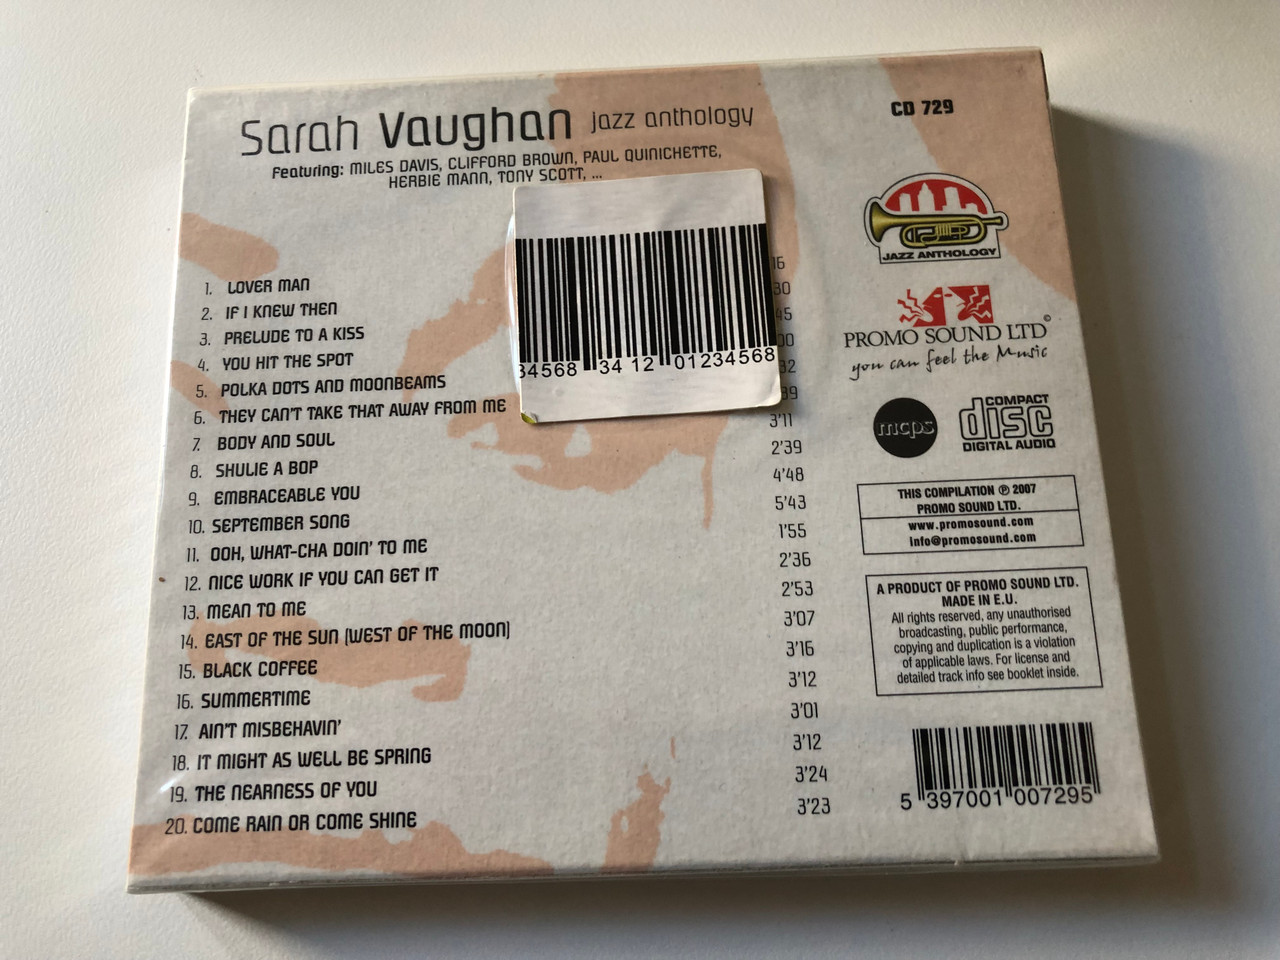 Sarah Vaughan jazz anthology
Featuring: MILES DAVIS, CLIFFORD BROWN, PAUL QUINICHETTE,
HERBIE MANN, TONY SCOTT, ...
CD 729
1. LOVER MAN 16
2. IF I KNEW THEN 30
3. PRELUDE TO A KISS 45
4. YOU HIT THE SPOT 00
5. POLKA DOTS AND MOONBEAMS 32
6. THEY CAN'T TAKE THAT AWAY FROM ME 39
7. BODY AND SOUL 3'11
8. SHULIE A BOP 2'39
9. EMBRACEABLE YOU 4'48
10. SEPTEMBER SONG 5'43
11. OOH, WHAT-CHA DOIN' TO ME 1'55
12. NICE WORK IF YOU CAN GET IT 2'36
13. MEAN TO ME 2'53
14. EAST OF THE SUN (WEST OF THE MOON) 3'07
15. BLACK COFFEE 3'16
16. SUMMERTIME 3'12
17. AIN'T MISBEHAVIN' 3'01
18. IT MIGHT AS WELL BE SPRING 3'12
19. THE NEARNESS OF YOU 3'24
20. COME RAIN OR COME SHINE 3'23
34568 34 12 01234568
JAZZ ANTHOLOGY
PROMO SOUND LTD©
you can feel the Music
mcps
COMPACT
disc
DIGITAL AUDIO
THIS COMPILATION ℗ 2007
PROMO SOUND LTD.
www.promosound.com
info@promosound.com
A PRODUCT OF PROMO SOUND LTD.
MADE IN E.U.
All rights reserved, any unauthorised
broadcasting, public performance,
copying and duplication is a violation
of applicable laws. For license and
detailed track info see booklet inside.
5 397001 007295